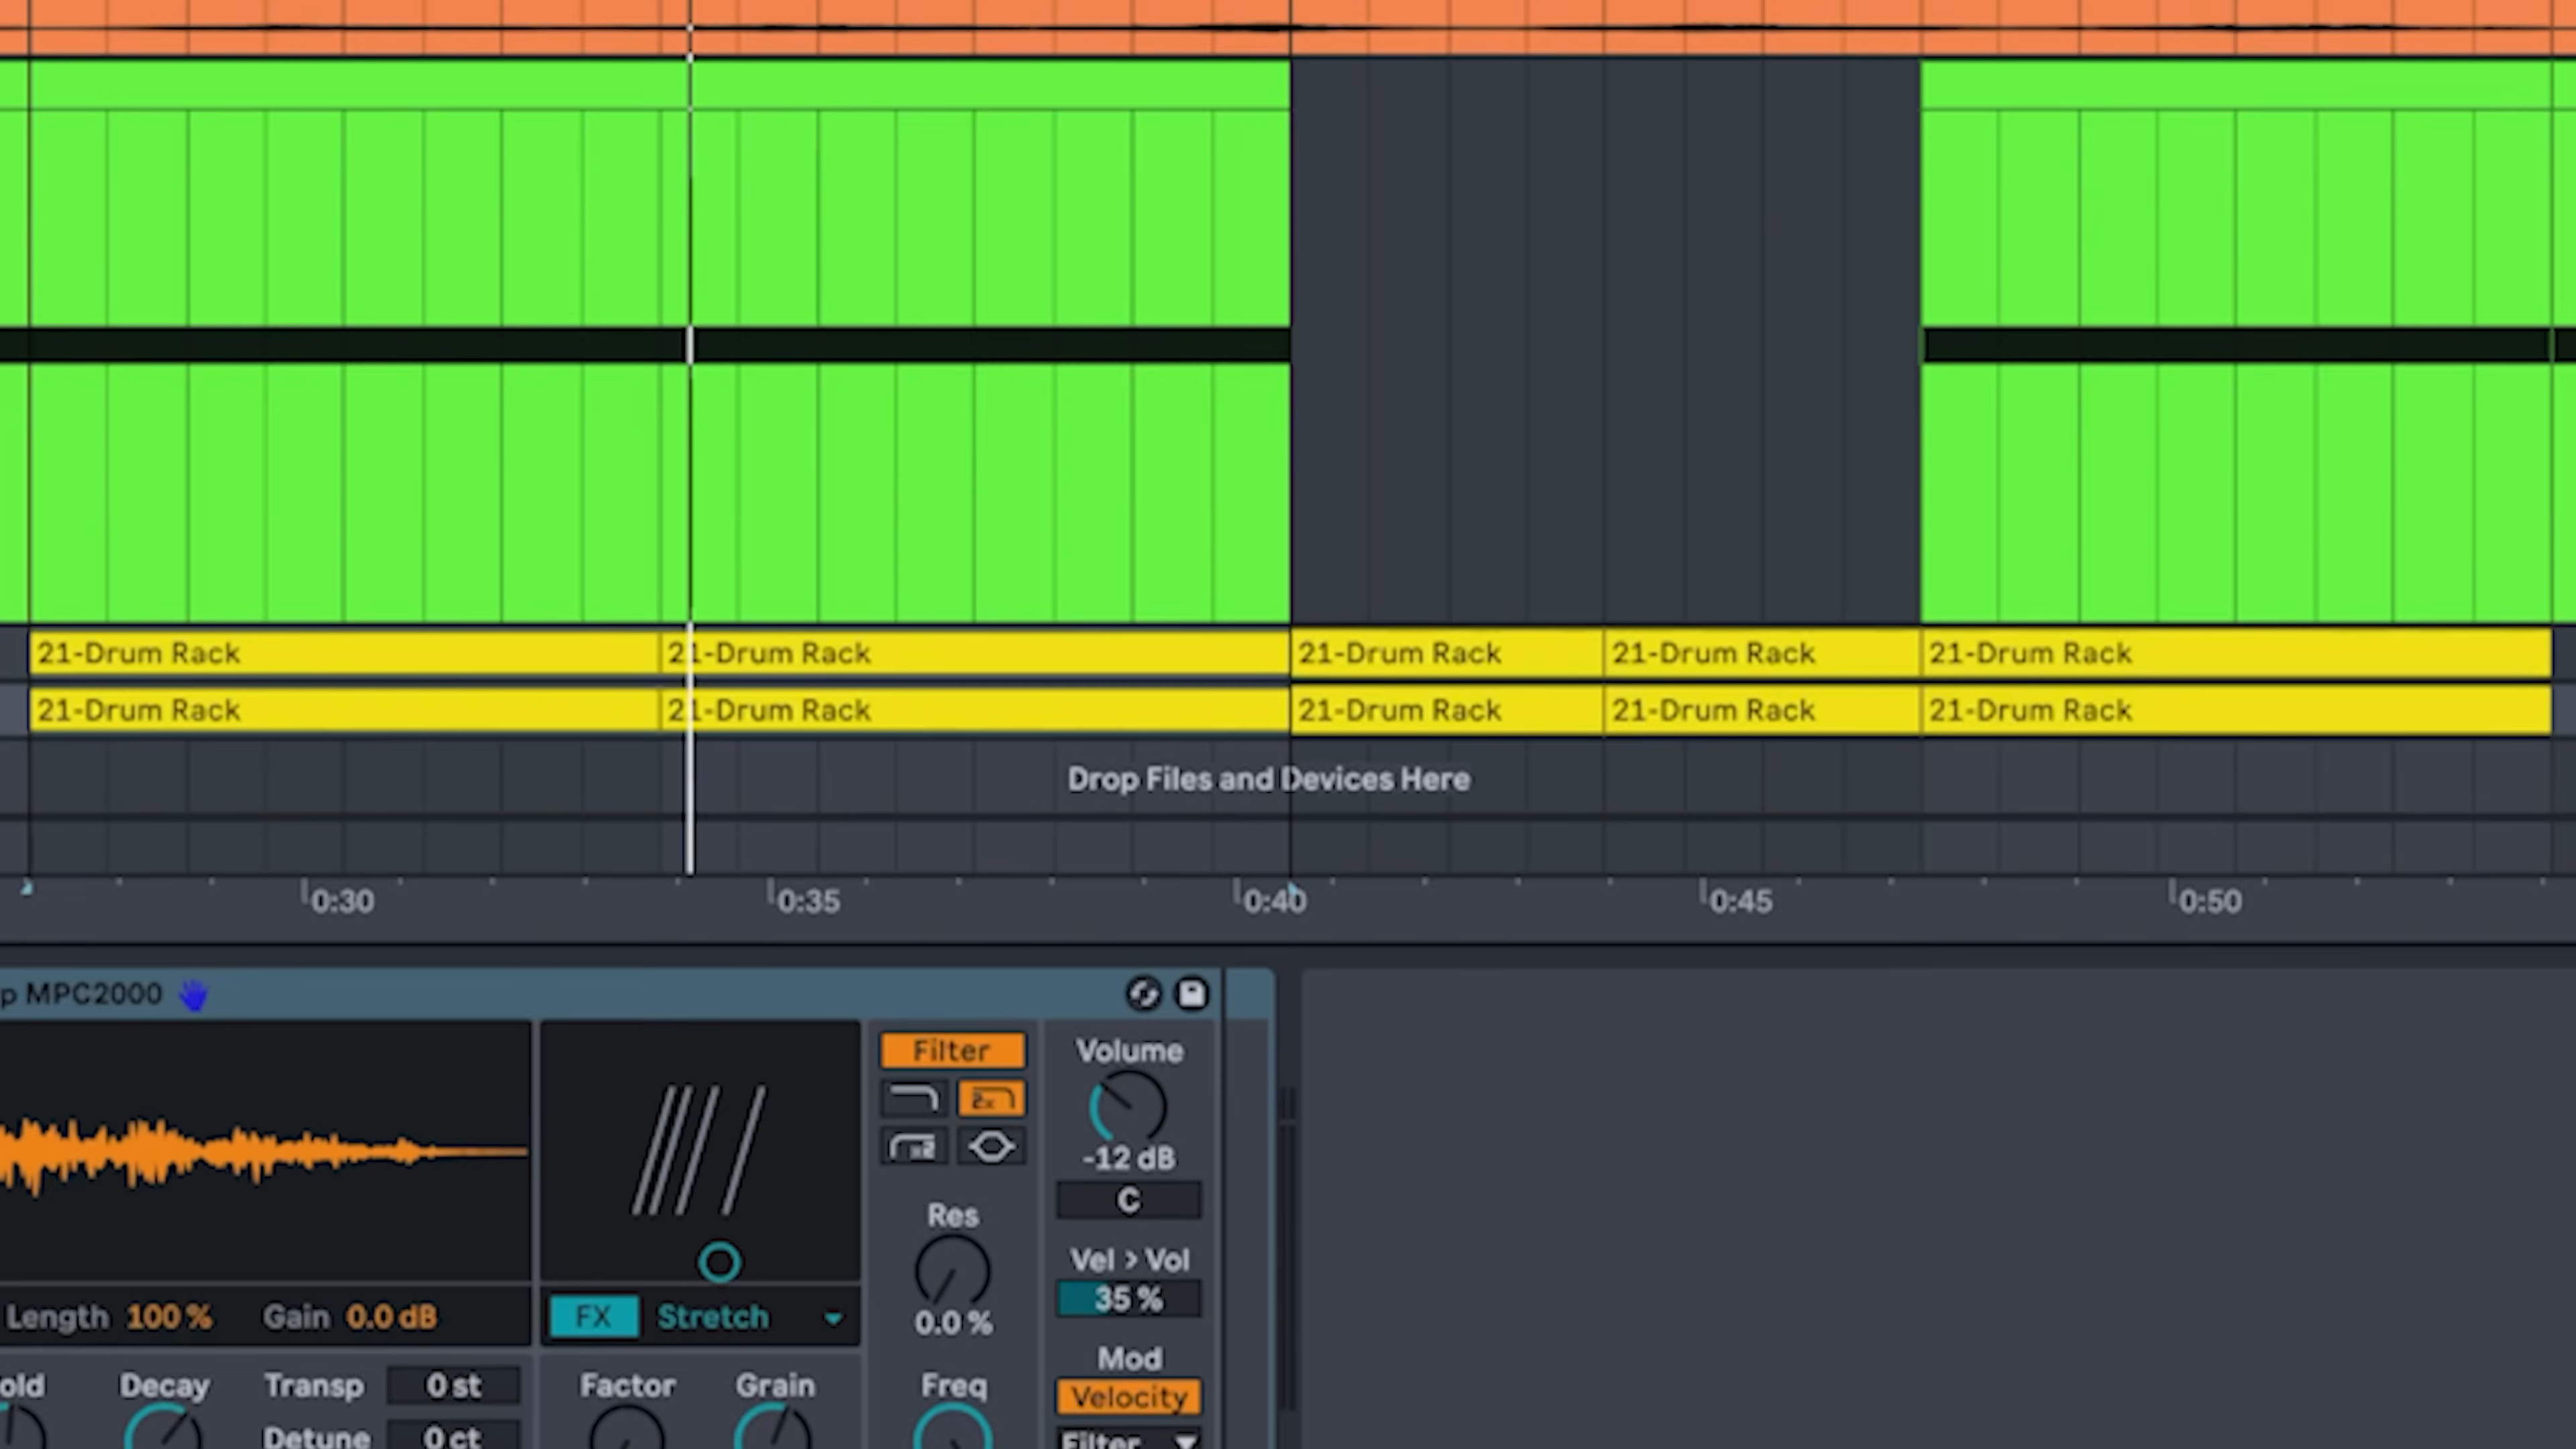 21-Drum Rack 21-Drum Rack 21-Drum Rack 21-Drum Rack 21-Drum Rack
21-Drum Rack 21-Drum Rack 21-Drum Rack 21-Drum Rack 21-Drum Rack
Drop Files and Devices Here
0:30 0:35 0:40 0:45 0:50
p MPC2000
Filter Volume
2x
x2
-12 dB
C
Res
Vel > Vol
35 %
0.0 %
Length 100 % Gain 0.0 dB FX Stretch
Mod
old Decay Transp 0 st Factor Grain Freq Velocity
Detune 0 ct Filter